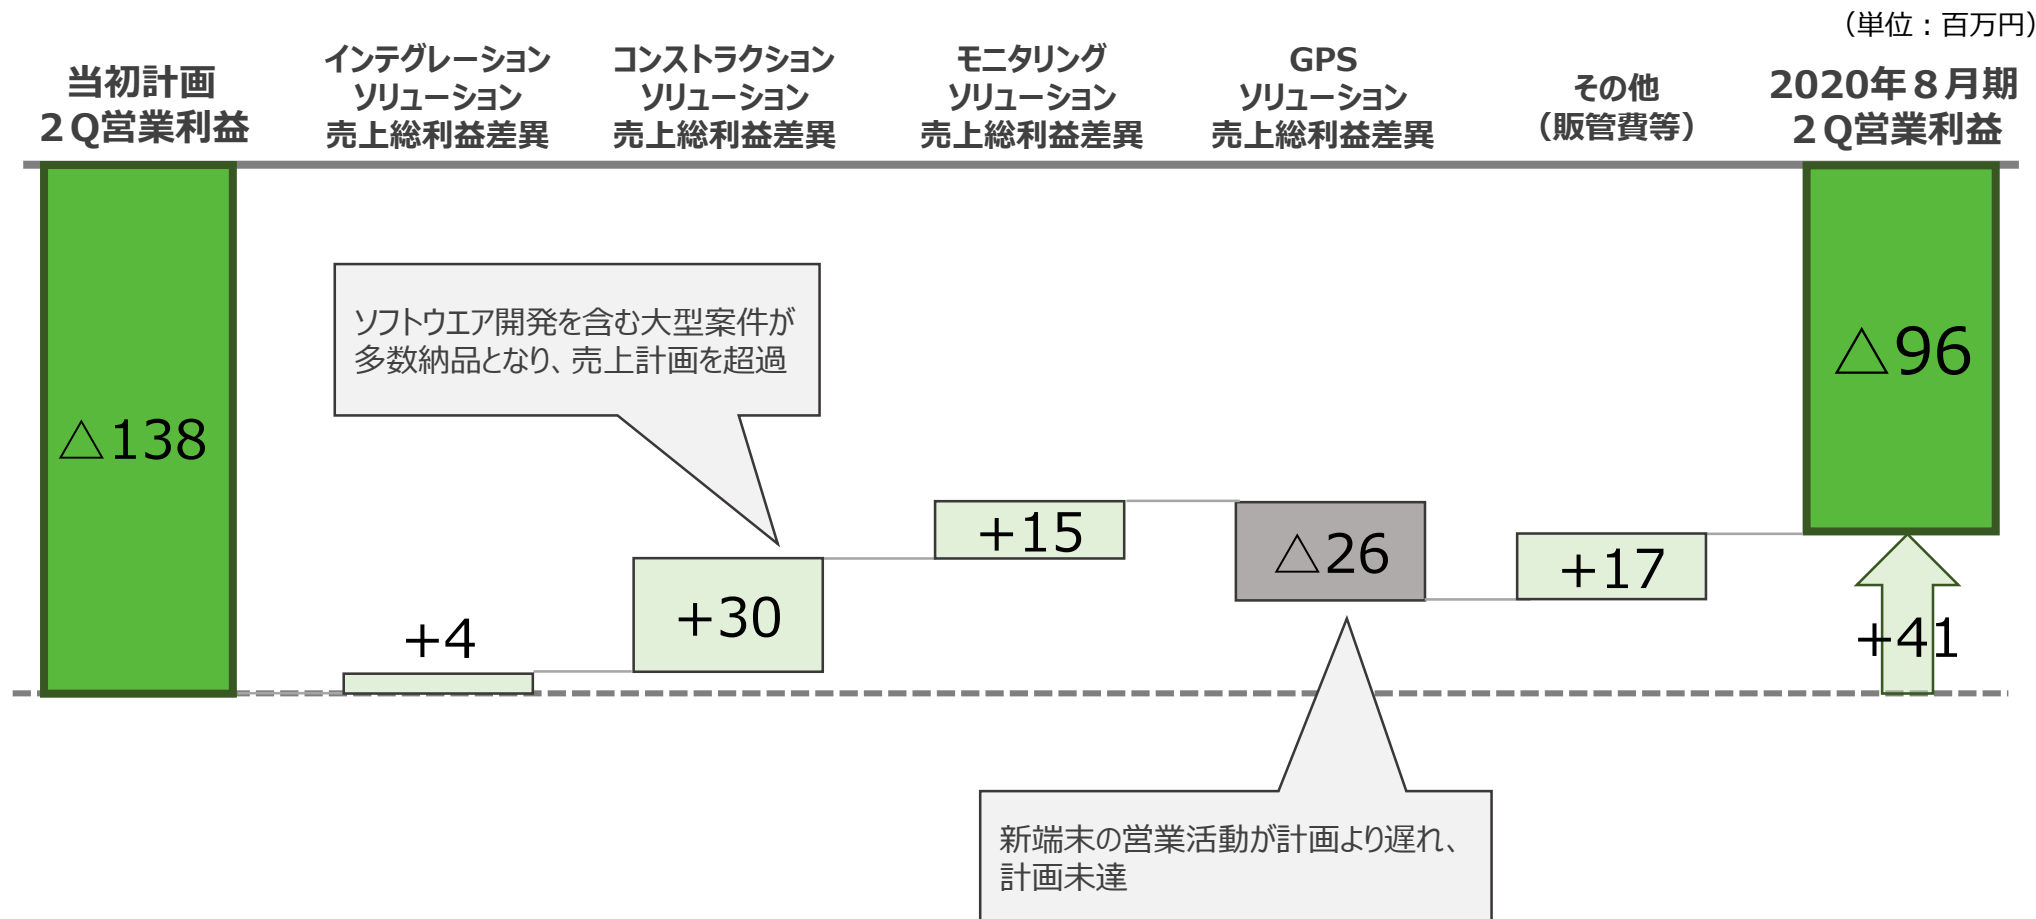 （単位：百万円）
当初計画
２Q営業利益
インテグレーション
ソリューション
売上総利益差異
コンストラクション
ソリューション
売上総利益差異
モニタリング
ソリューション
売上総利益差異
GPS
ソリューション
売上総利益差異
その他
（販管費等）
2020年８月期
２Q営業利益
ソフトウエア開発を含む大型案件が
多数納品となり、売上計画を超過
△138
+4
+30
+15
△26
+17
△96
+41
新端末の営業活動が計画より遅れ、
計画未達